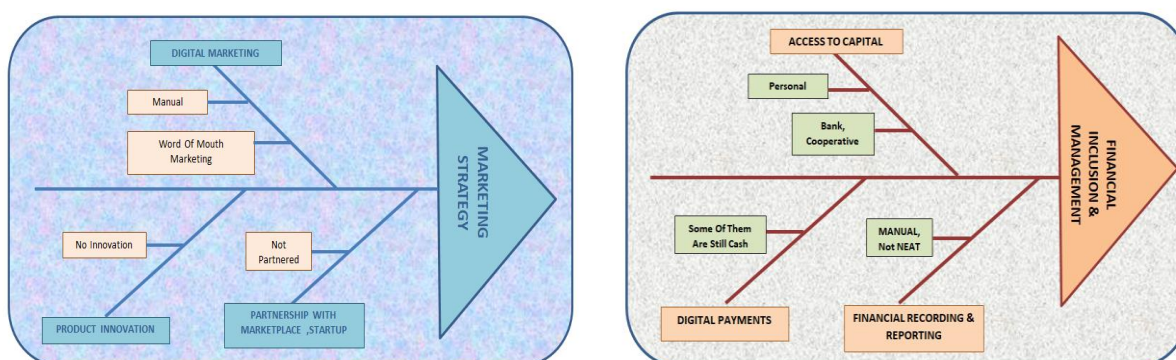 DIGITAL MARKETING
Manual
Word Of Mouth
Marketing
MARKETING
STRATEGY
No Innovation
Not
Partnered
PRODUCT INNOVATION
PARTNERSHIP WITH
MARKETPLACE ,STARTUP
ACCESS TO CAPITAL
Personal
Bank,
Cooperative
FINANCIAL
INCLUSION &
MANAGEMENT
Some Of Them
Are Still Cash
MANUAL,
Not NEAT
DIGITAL PAYMENTS
FINANCIAL RECORDING &
REPORTING